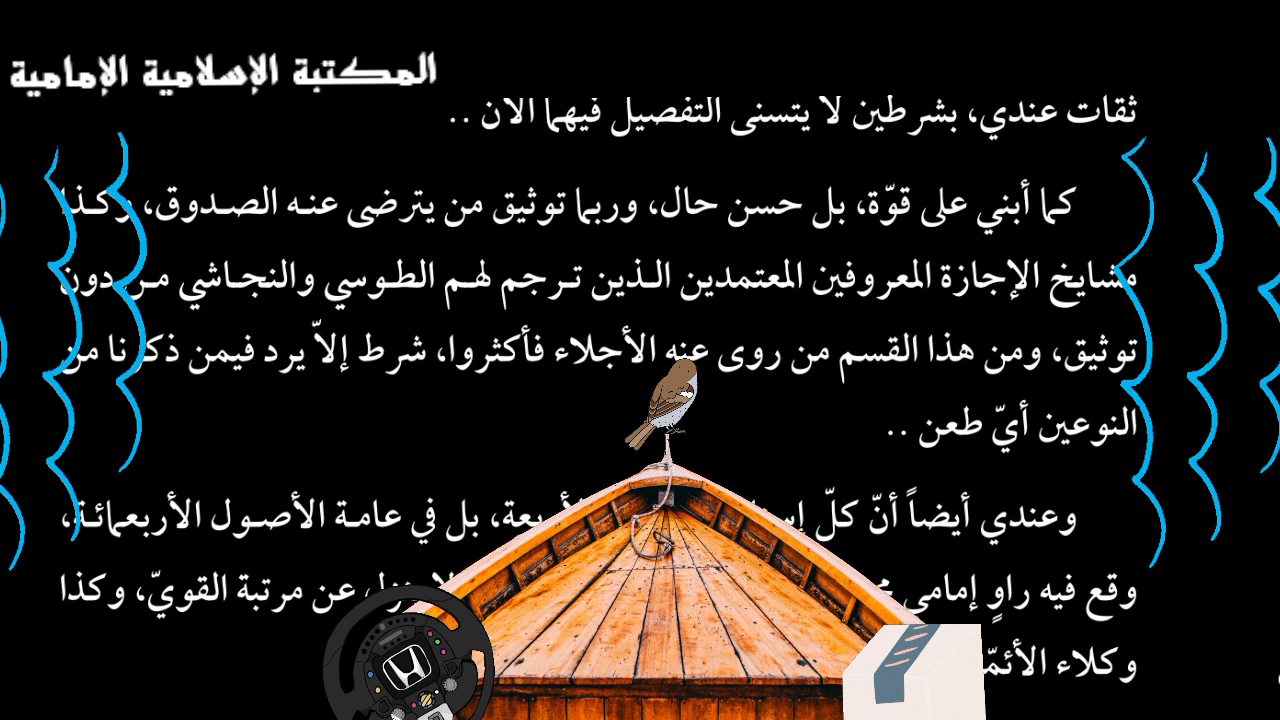 المكتبة الإسلامية الإمامية
ثقات عندي، بشرطين لا يتسنى التفصيل فيهما الآن ..
كما أبني على قوّة، بل حسن حال، وربما توثيق من يترضى عنه الصدوق، وكذا
مشايخ الإجازة المعروفين المعتمدين الذين ترجم لهم الطوسي والنجاشي من دون
توثيق، ومن هذا القسم من روى عنه الأجلاء فأكثروا، شرط إلاّ يرد فيمن ذكرنا من
النوعين أيّ طعن ..
وعندي أيضاً أنّ كلّ بل في عامة الأصول الأربعمائة،
وقع فيه راوٍ إمامي عن مرتبة القويّ، وكذا
وكلاء